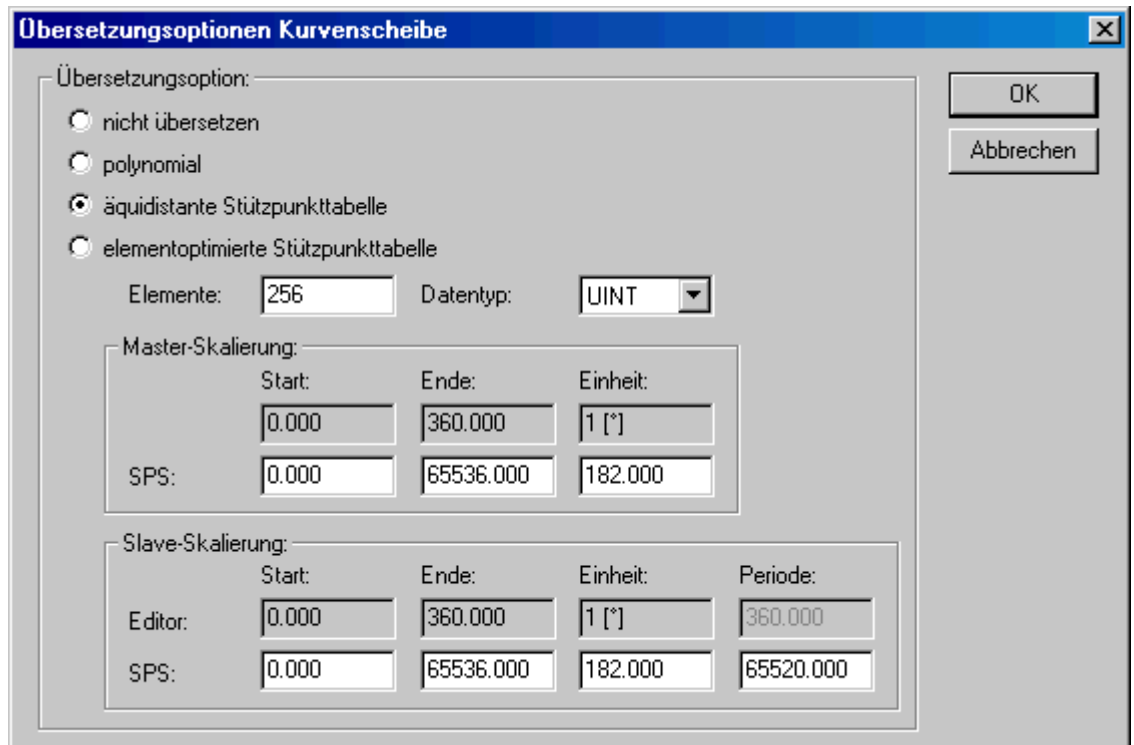 Übersetzungsoptionen Kurvenscheibe
Übersetzungsoption:
OK
Abbrechen
nicht übersetzen
polynomial
äquidistante Stützpunkttabelle
elementoptimierte Stützpunkttabelle
Elemente: 256 Datentyp: UINT
Master-Skalierung:
Start: Ende: Einheit:
0.000 360.000 1 [°]
SPS: 0.000 65536.000 182.000
Slave-Skalierung:
Start: Ende: Einheit: Periode:
Editor: 0.000 360.000 1 [°] 360.000
SPS: 0.000 65536.000 182.000 65520.000